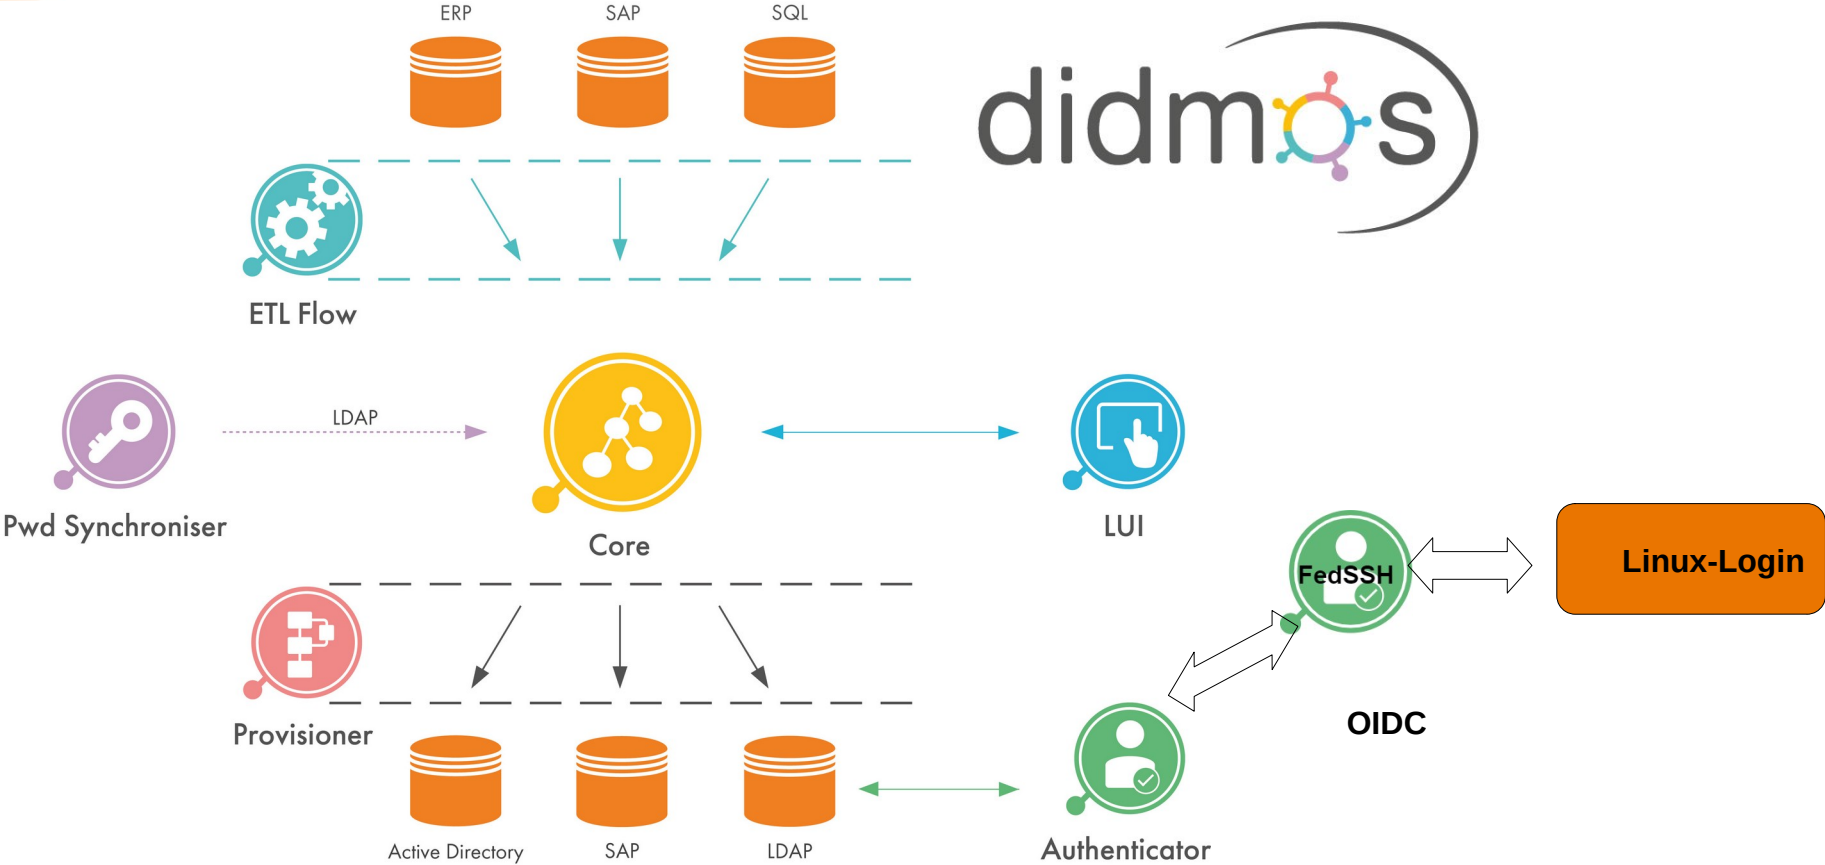 ERP
SAP
SQL
didmos
ETL Flow
LDAP
Pwd Synchroniser
Core
LUI
FedSSH
Linux-Login
Provisioner
OIDC
Active Directory
SAP
LDAP
Authenticator